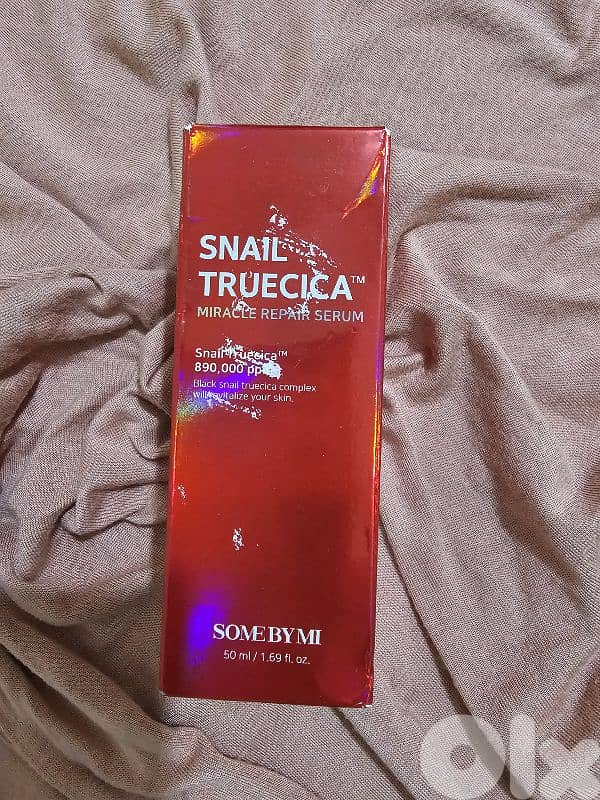 SNAIL
TRUECICA™
MIRACLE REPAIR SERUM
Snail Truecica™
890,000 ppm
Black snail truecica complex
will revitalize your skin.
SOME BY MI
50 ml / 1.69 fl. oz.
Olx